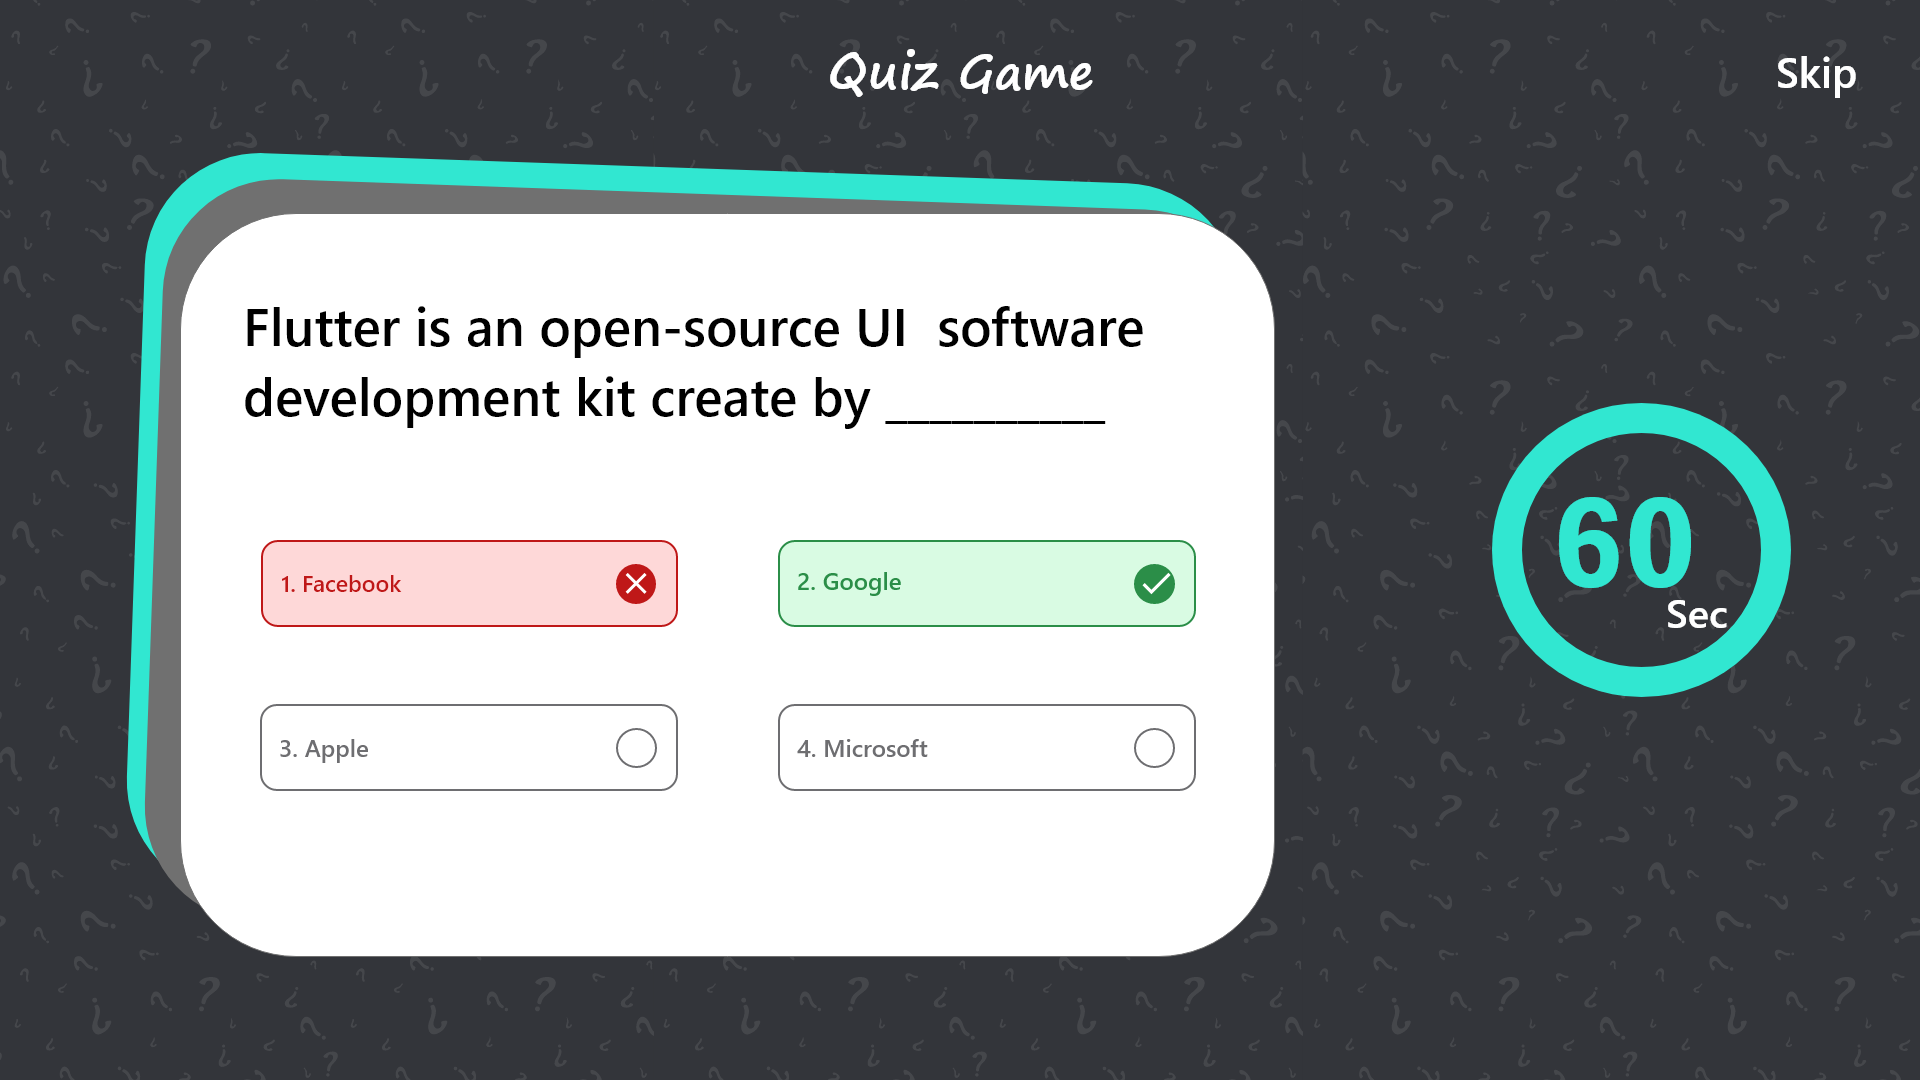 Quiz Game
Skip
Flutter is an open-source UI  software
development kit create by __________
1. Facebook
2. Google
3. Apple
4. Microsoft
60
Sec